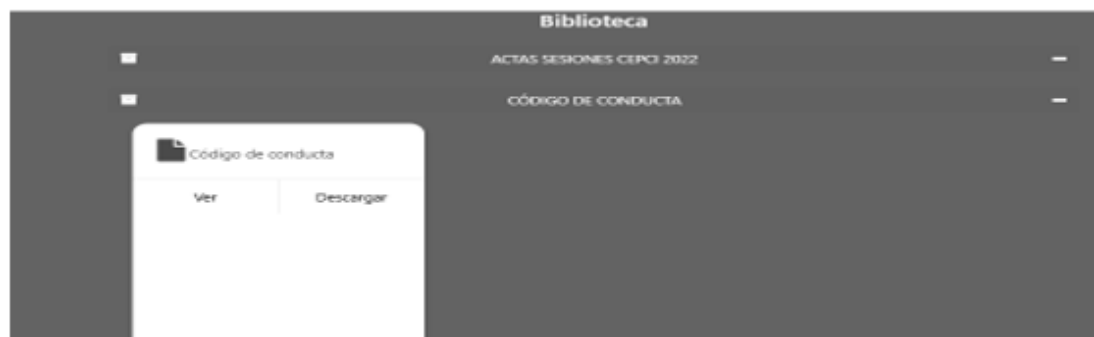 Biblioteca
ACTAS SESIONES CEPCI 2022
CÓDIGO DE CONDUCTA
Código de conducta
Ver Descargar